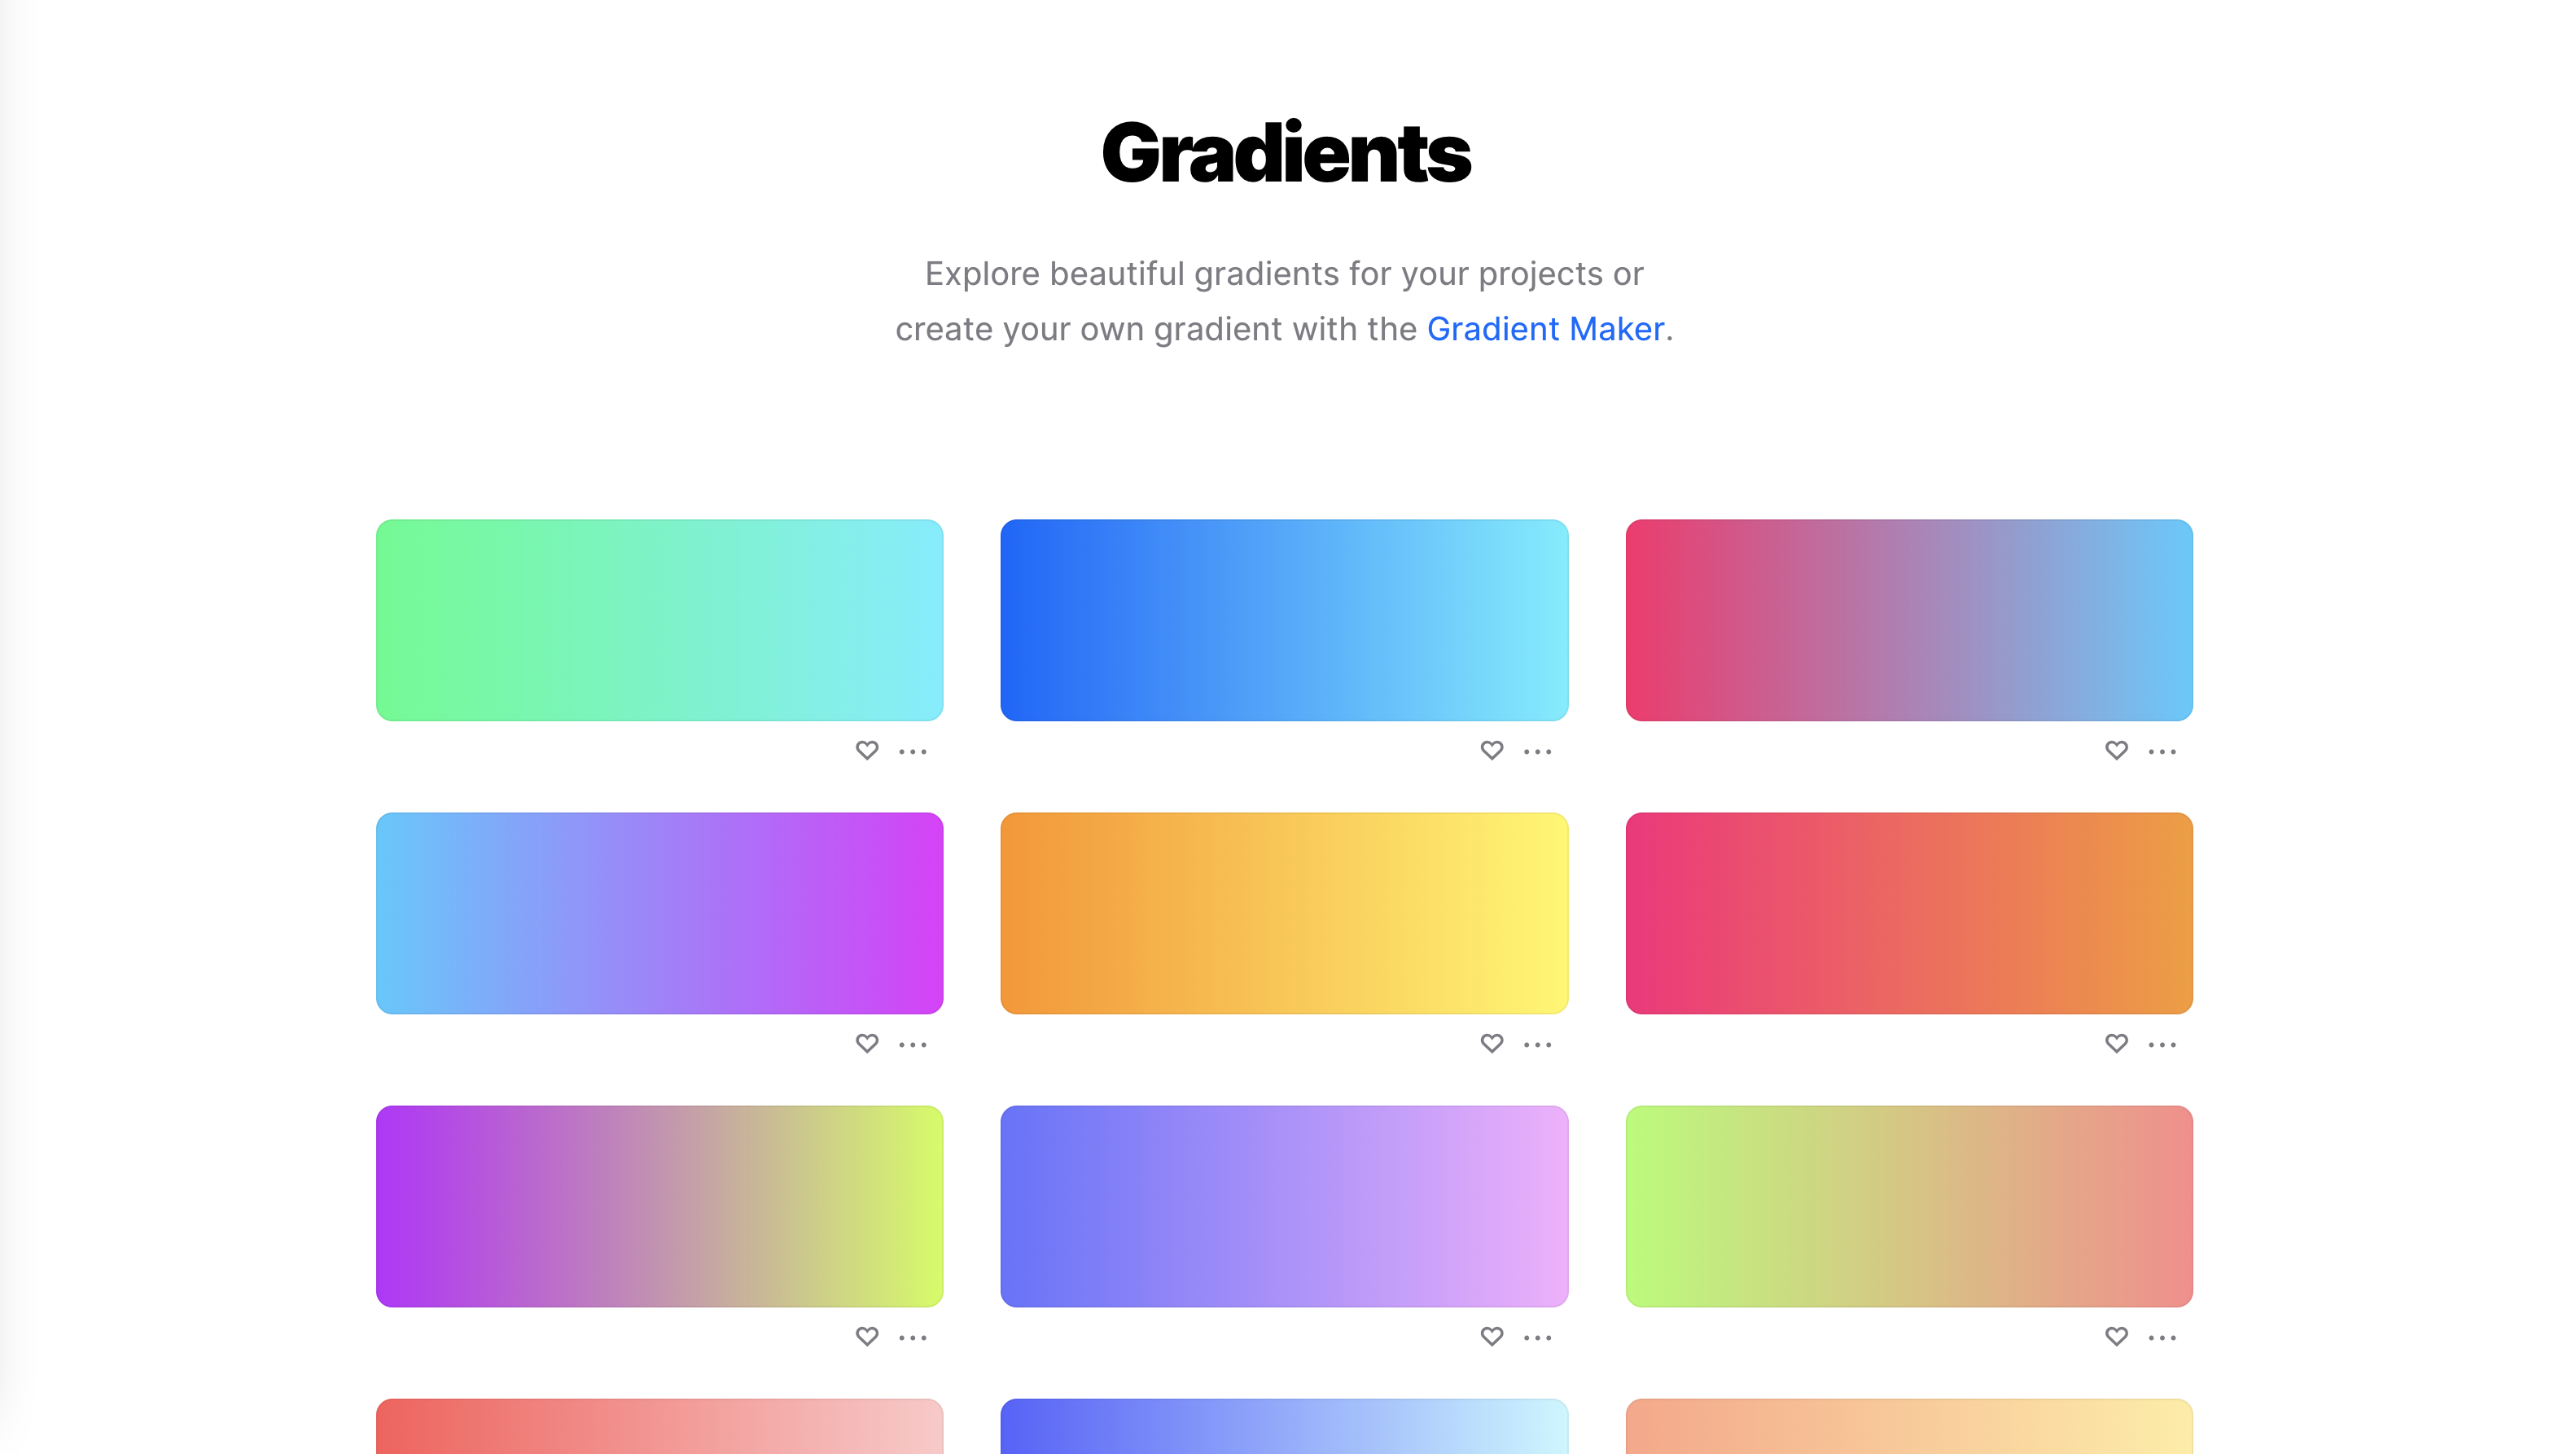 Gradients
Explore beautiful gradients for your projects or
create your own gradient with the Gradient Maker.